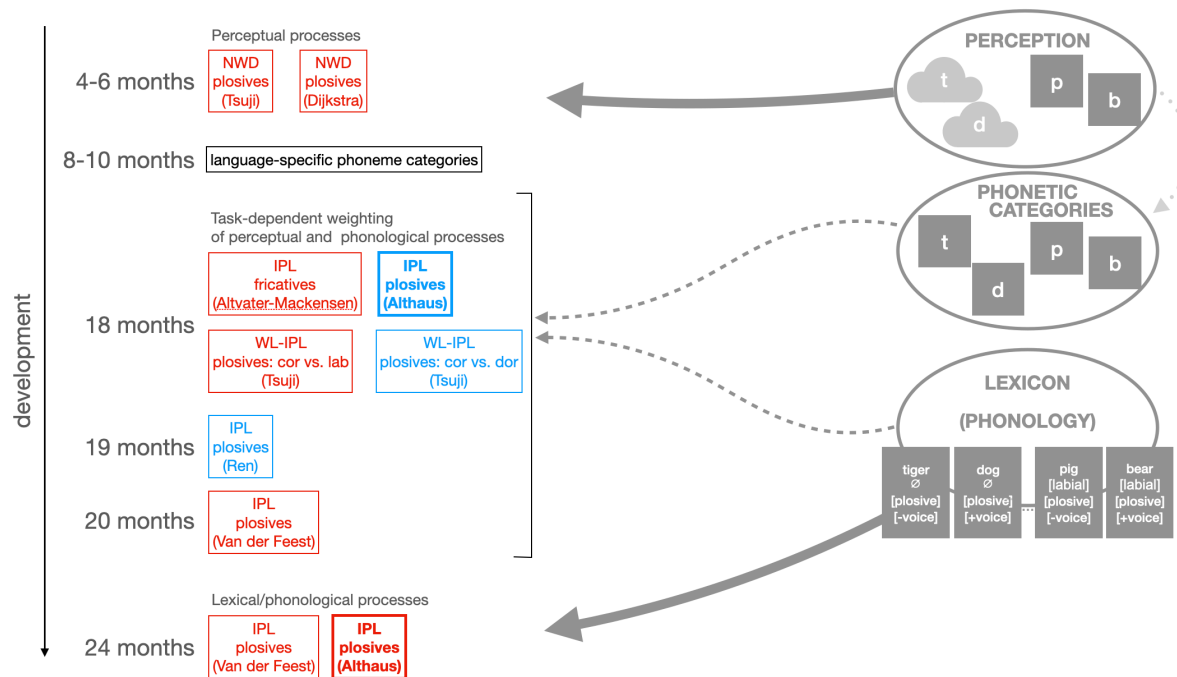 Perceptual processes
4-6 months
NWD
plosives
(Tsuji)
NWD
plosives
(Dijkstra)
8-10 months
language-specific phoneme categories
Task-dependent weighting
of perceptual and phonological processes
development
18 months
IPL
fricatives
(Altvater-Mackensen)
IPL
plosives
(Althaus)
WL-IPL
plosives: cor vs. lab
(Tsuji)
WL-IPL
plosives: cor vs. dor
(Tsuji)
19 months
IPL
plosives
(Ren)
20 months
IPL
plosives
(Van der Feest)
Lexical/phonological processes
24 months
IPL
plosives
(Van der Feest)
IPL
plosives
(Althaus)
PERCEPTION
t
d
p
b
PHONETIC
CATEGORIES
t
d
p
b
LEXICON
(PHONOLOGY)
tiger
∅
[plosive]
[-voice]
dog
∅
[plosive]
[+voice]
pig
[labial]
[plosive]
[-voice]
bear
[labial]
[plosive]
[+voice]